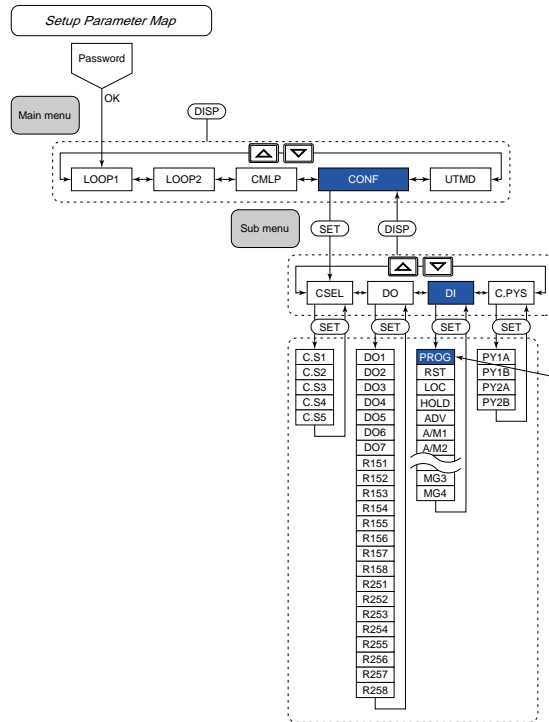 Setup Parameter Map
Password
OK
Main menu
DISP
LOOP1 LOOP2 CMLP CONF UTMD
Sub menu
SET DISP
CSEL DO DI C.PYS
SET SET SET SET
C.S1 DO1 PROG PY1A
C.S2 DO2 RST PY1B
C.S3 DO3 LOC PY2A
C.S4 DO4 HOLD PY2B
C.S5 DO5 ADV
DO6 A/M1
DO7 A/M2
R151
R152 MG3
R153 MG4
R154
R155
R156
R157
R158
R251
R252
R253
R254
R255
R256
R257
R258